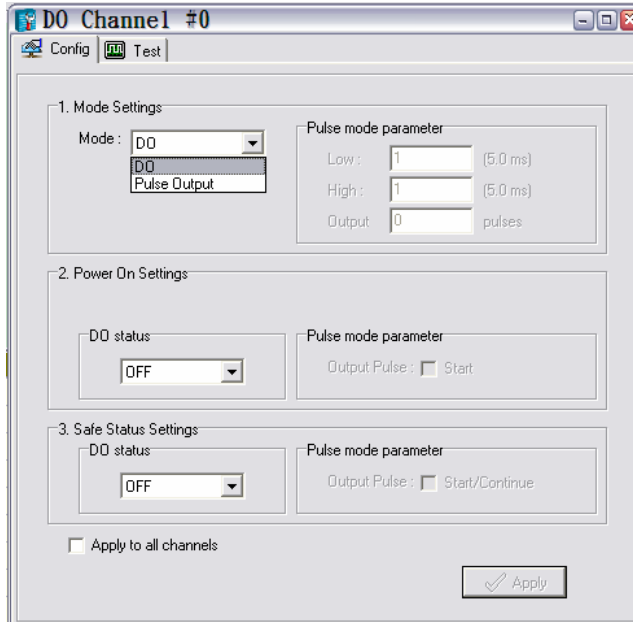 DO Channel #0
Config
Test
1. Mode Settings
Mode :
DO
DO
Pulse Output
Pulse mode parameter
Low :
1
(5.0 ms)
High :
1
(5.0 ms)
Output
0
pulses
2. Power On Settings
DO status
OFF
Pulse mode parameter
Output Pulse :
Start
3. Safe Status Settings
DO status
OFF
Pulse mode parameter
Output Pulse :
Start/Continue
Apply to all channels
Apply